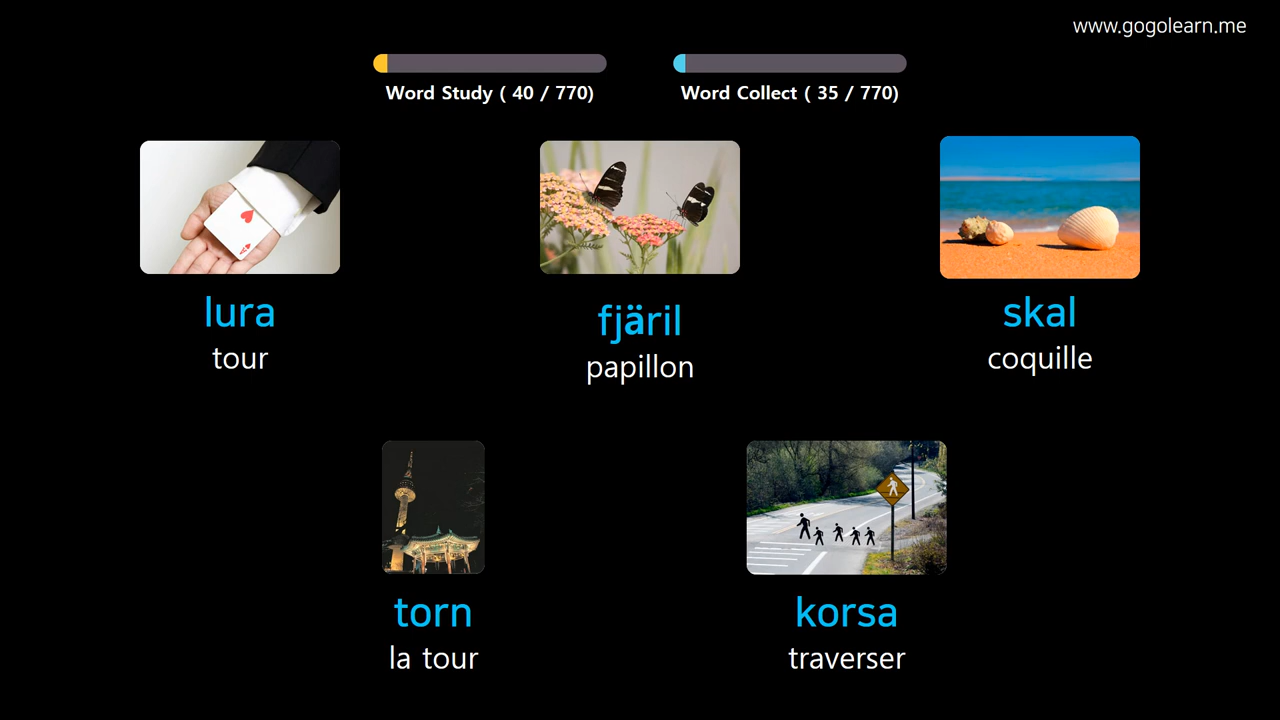 www.gogolearn.me
Word Study ( 40 / 770)
Word Collect ( 35 / 770)
lura
tour
fjäril
papillon
skal
coquille
torn
la tour
korsa
traverser